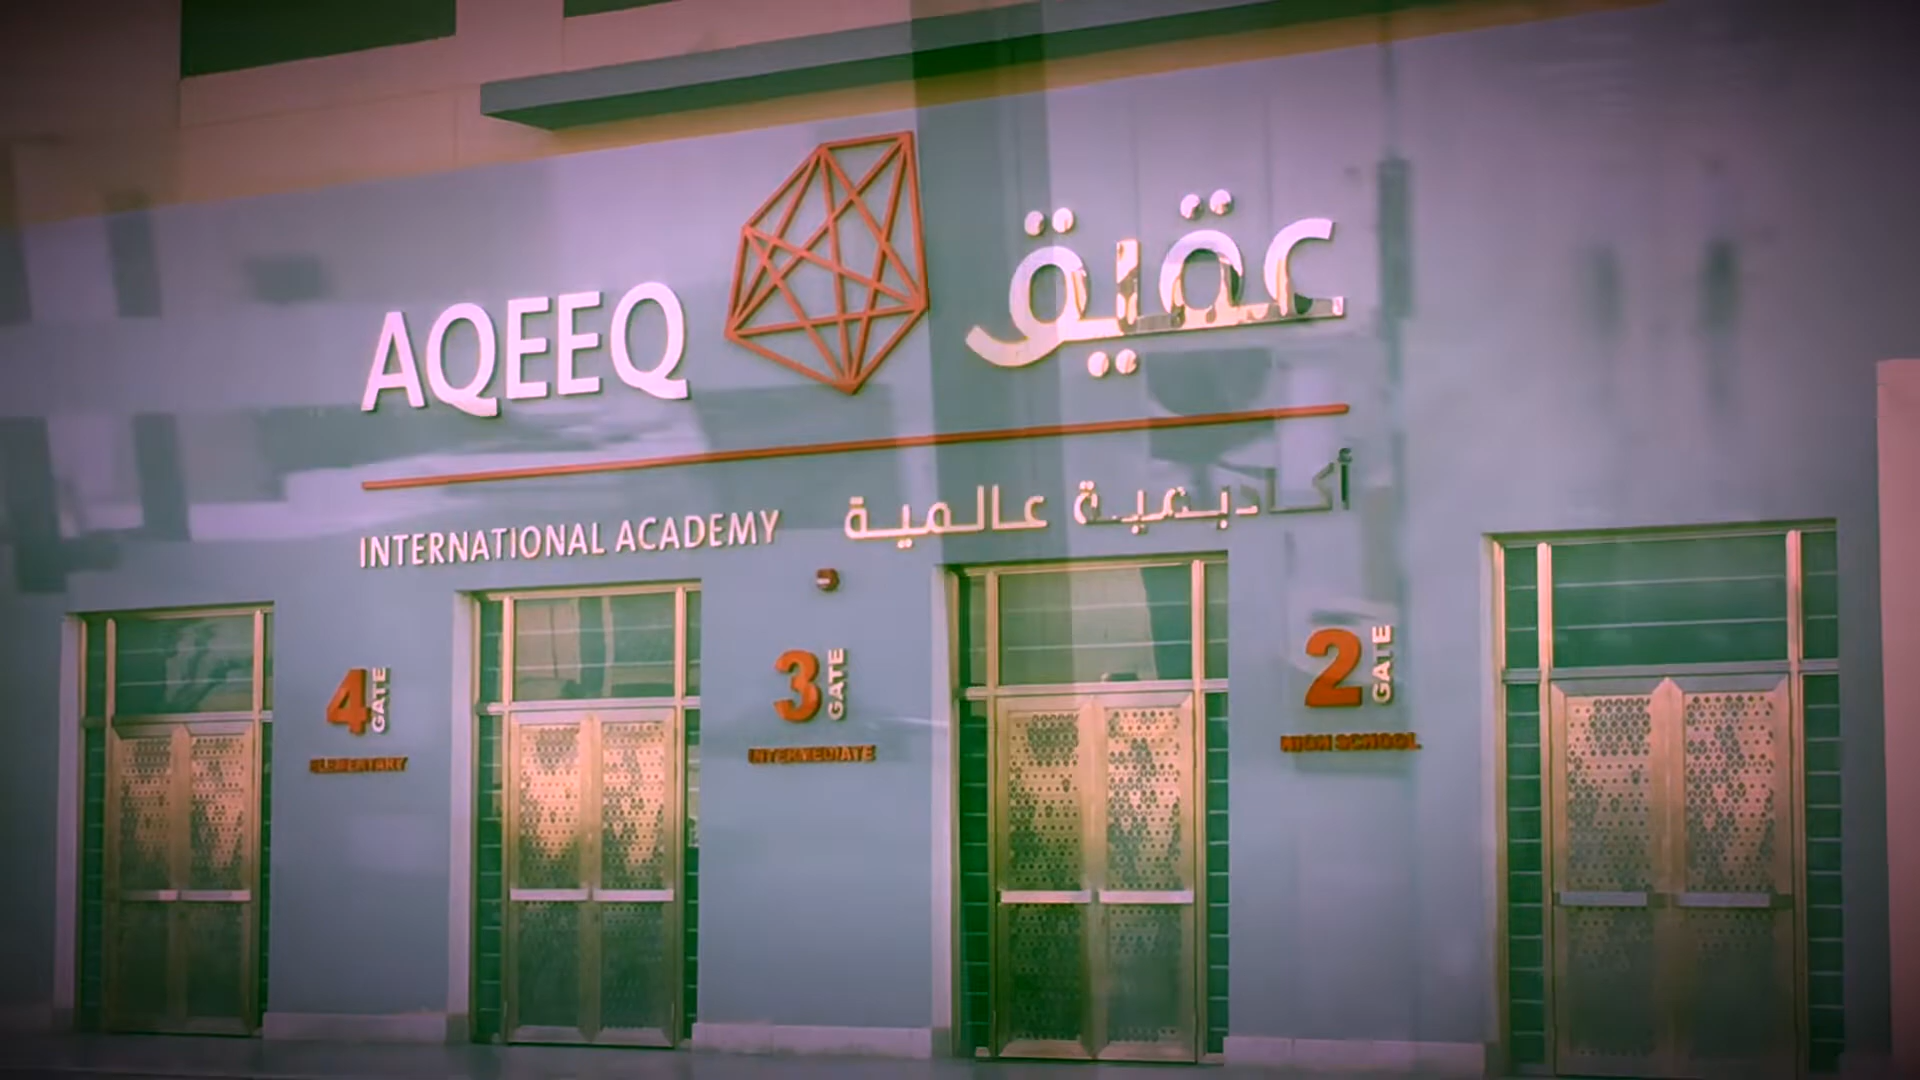 AQEEQ
عقيق
INTERNATIONAL ACADEMY
أكاديمية عالمية
4 GATE
ELEMENTARY
3 GATE
INTERMEDIATE
2 GATE
HIGH SCHOOL